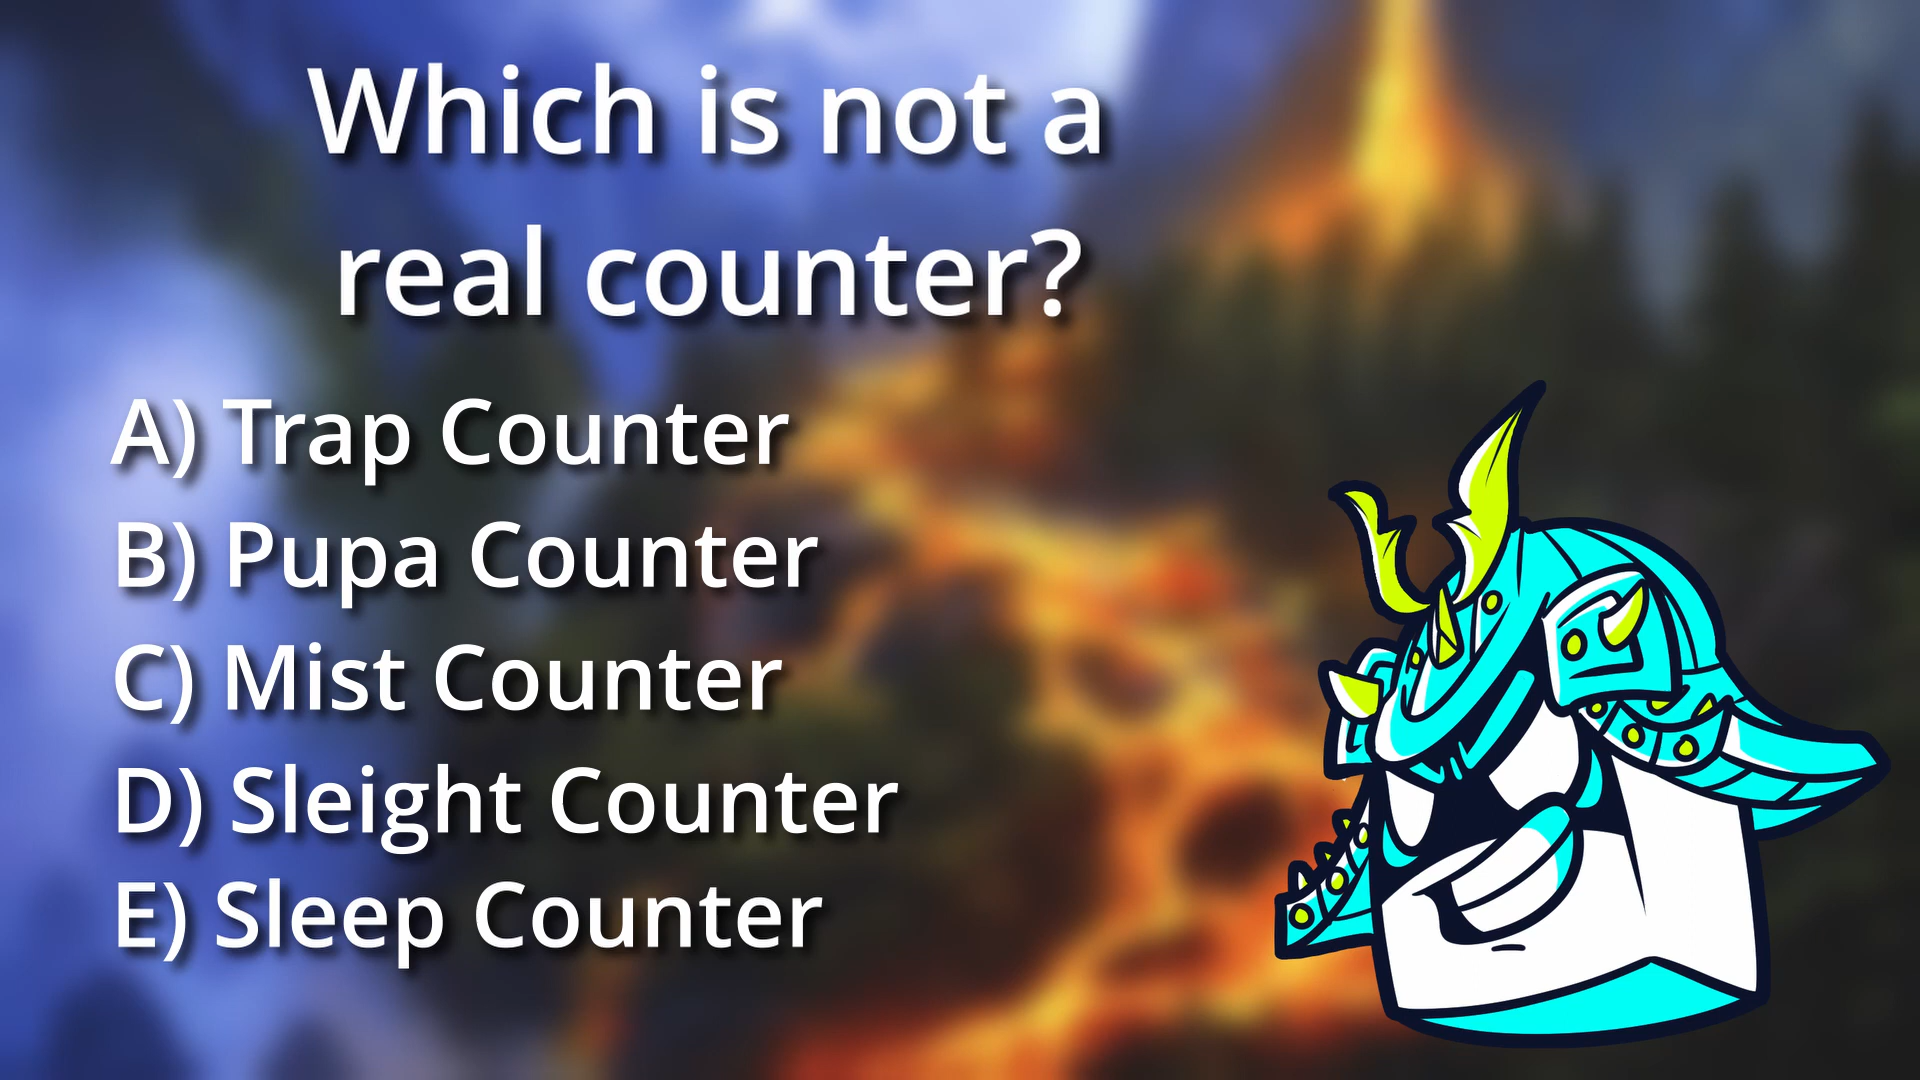 Which is not a
real counter?
A) Trap Counter
B) Pupa Counter
C) Mist Counter
D) Sleight Counter
E) Sleep Counter